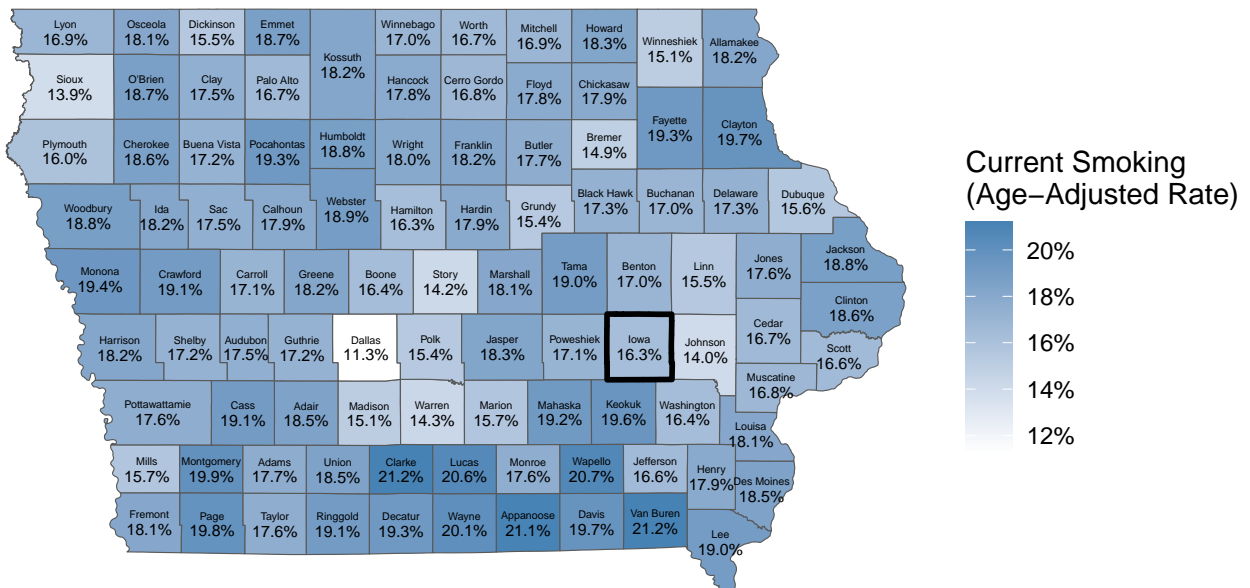 Lyon
16.9%
Osceola
18.1%
Dickinson
15.5%
Emmet
18.7%
Winnebago
17.0%
Worth
16.7%
Mitchell
16.9%
Howard
18.3%
Winneshiek
15.1%
Allamakee
18.2%
Kossuth
18.2%
Sioux
13.9%
O'Brien
18.7%
Clay
17.5%
Palo Alto
16.7%
Hancock
17.8%
Cerro Gordo
16.8%
Floyd
17.8%
Chickasaw
17.9%
Fayette
19.3%
Clayton
19.7%
Plymouth
16.0%
Cherokee
18.6%
Buena Vista
17.2%
Pocahontas
19.3%
Humboldt
18.8%
Wright
18.0%
Franklin
18.2%
Butler
17.7%
Bremer
14.9%
Woodbury
18.8%
Ida
18.2%
Sac
17.5%
Calhoun
17.9%
Webster
18.9%
Hamilton
16.3%
Hardin
17.9%
Grundy
15.4%
Black Hawk
17.3%
Buchanan
17.0%
Delaware
17.3%
Dubuque
15.6%
Monona
19.4%
Crawford
19.1%
Carroll
17.1%
Greene
18.2%
Boone
16.4%
Story
14.2%
Marshall
18.1%
Tama
19.0%
Benton
17.0%
Linn
15.5%
Jones
17.6%
Jackson
18.8%
Clinton
18.6%
Harrison
18.2%
Shelby
17.2%
Audubon
17.5%
Guthrie
17.2%
Dallas
11.3%
Polk
15.4%
Jasper
18.3%
Poweshiek
17.1%
Iowa
16.3%
Johnson
14.0%
Cedar
16.7%
Scott
16.6%
Muscatine
16.8%
Pottawattamie
17.6%
Cass
19.1%
Adair
18.5%
Madison
15.1%
Warren
14.3%
Marion
15.7%
Mahaska
19.2%
Keokuk
19.6%
Washington
16.4%
Louisa
18.1%
Mills
15.7%
Montgomery
19.9%
Adams
17.7%
Union
18.5%
Clarke
21.2%
Lucas
20.6%
Monroe
17.6%
Wapello
20.7%
Jefferson
16.6%
Henry
17.9%
Des Moines
18.5%
Fremont
18.1%
Page
19.8%
Taylor
17.6%
Ringgold
19.1%
Decatur
19.3%
Wayne
20.1%
Appanoose
21.1%
Davis
19.7%
Van Buren
21.2%
Lee
19.0%
Current Smoking
(Age−Adjusted Rate)
20%
18%
16%
14%
12%